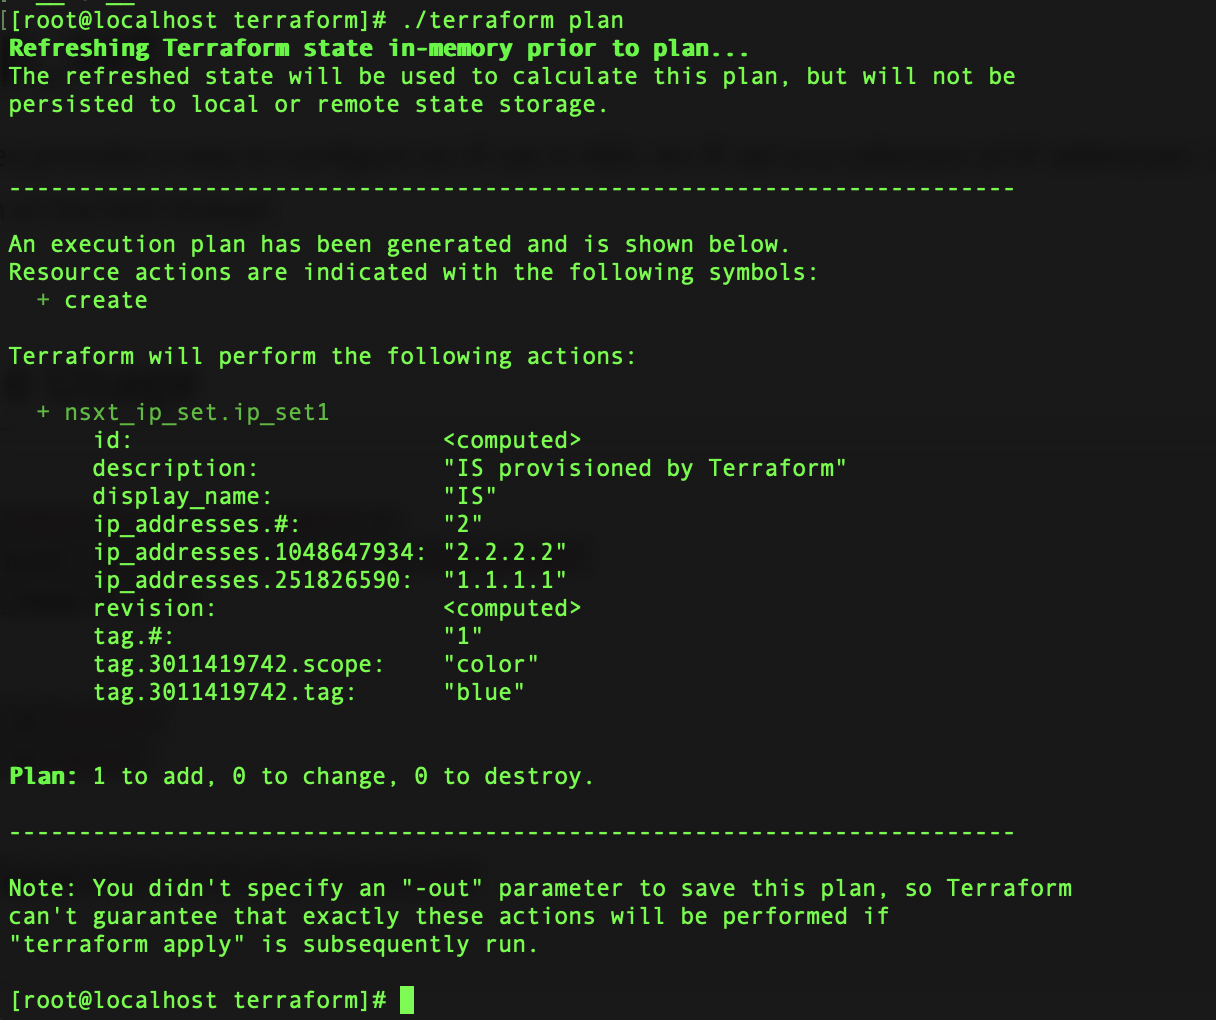 [[root@localhost terraform]# ./terraform plan
Refreshing Terraform state in-memory prior to plan...
The refreshed state will be used to calculate this plan, but will not be
persisted to local or remote state storage.
------------------------------------------------------------------------
An execution plan has been generated and is shown below.
Resource actions are indicated with the following symbols:
  + create
Terraform will perform the following actions:
  + nsxt_ip_set.ip_set1
      id:                      <computed>
      description:             "IS provisioned by Terraform"
      display_name:            "IS"
      ip_addresses.#:          "2"
      ip_addresses.1048647934: "2.2.2.2"
      ip_addresses.251826590:  "1.1.1.1"
      revision:                <computed>
      tag.#:                   "1"
      tag.3011419742.scope:    "color"
      tag.3011419742.tag:      "blue"
Plan: 1 to add, 0 to change, 0 to destroy.
------------------------------------------------------------------------
Note: You didn't specify an "-out" parameter to save this plan, so Terraform
can't guarantee that exactly these actions will be performed if
"terraform apply" is subsequently run.
[root@localhost terraform]#